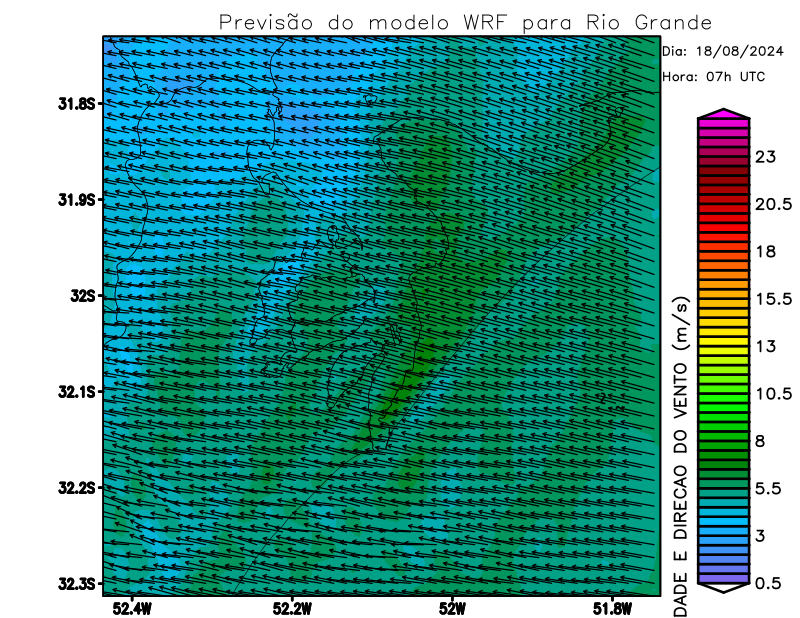 Previsão do modelo WRF para Rio Grande
Dia: 18/08/2024
Hora: 07h UTC
31.8S
31.9S
32S
32.1S
32.2S
32.3S
52.4W
52.2W
52W
51.8W
23
20.5
18
15.5
13
10.5
8
5.5
3
0.5
DADE E DIRECAO DO VENTO (m/s)